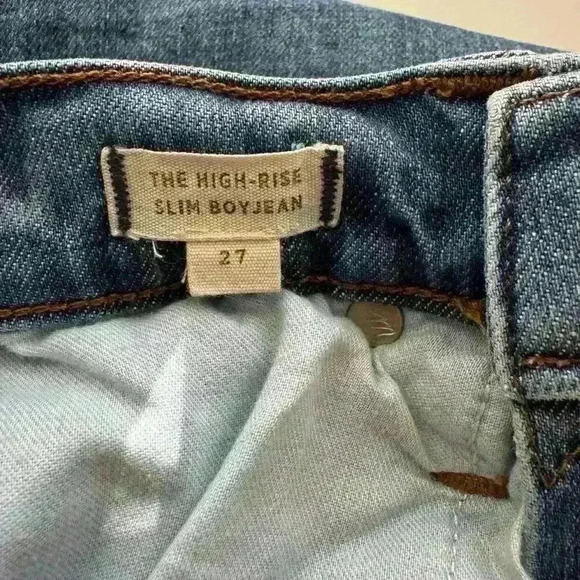 THE HIGH-RISE
SLIM BOYJEAN
27
m